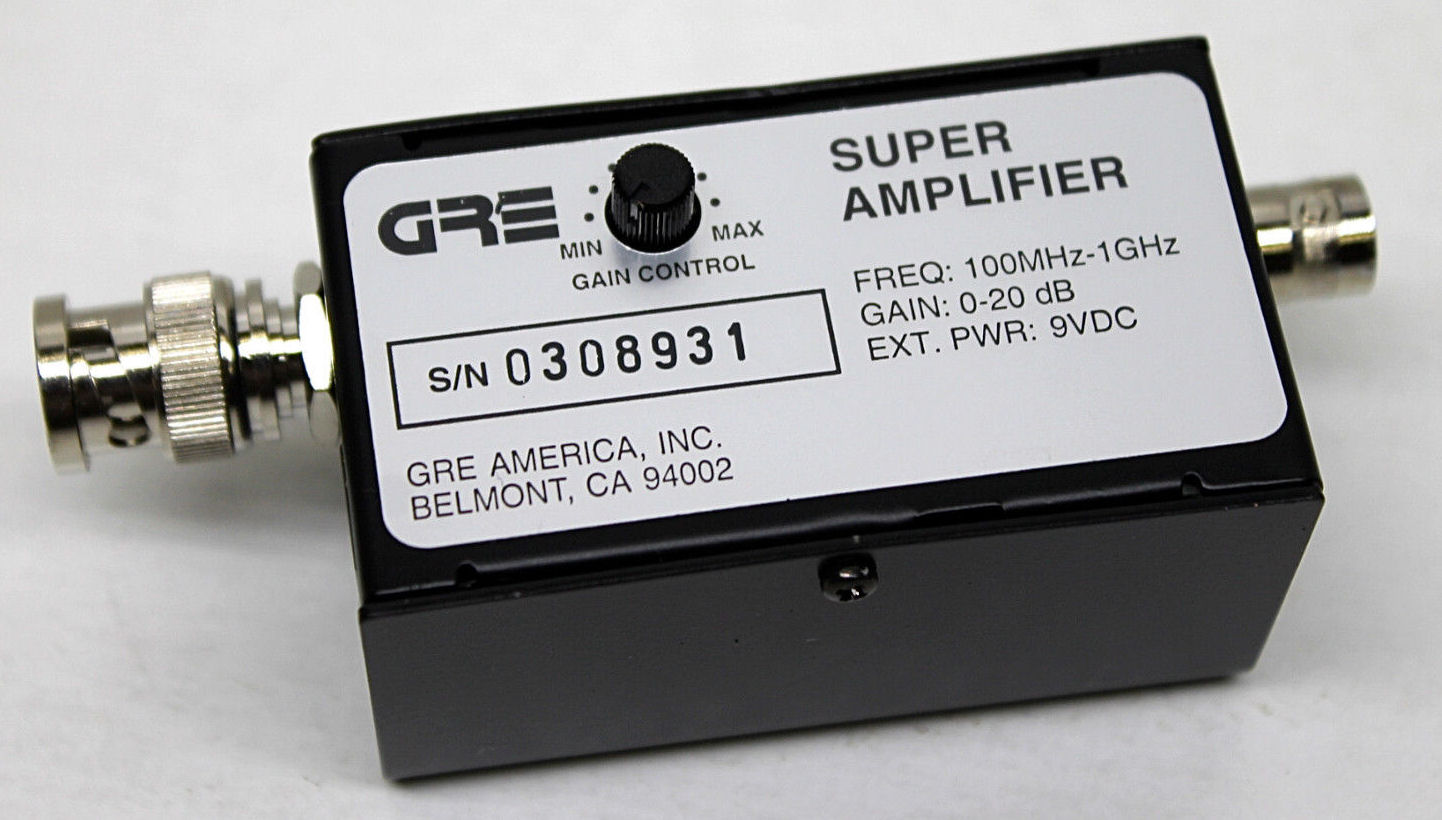 GRE
MIN
MAX
GAIN CONTROL
SUPER
AMPLIFIER
FREQ: 100MHz-1GHz
GAIN: 0-20 dB
EXT. PWR: 9VDC
S/N 0308931
GRE AMERICA, INC.
BELMONT, CA 94002